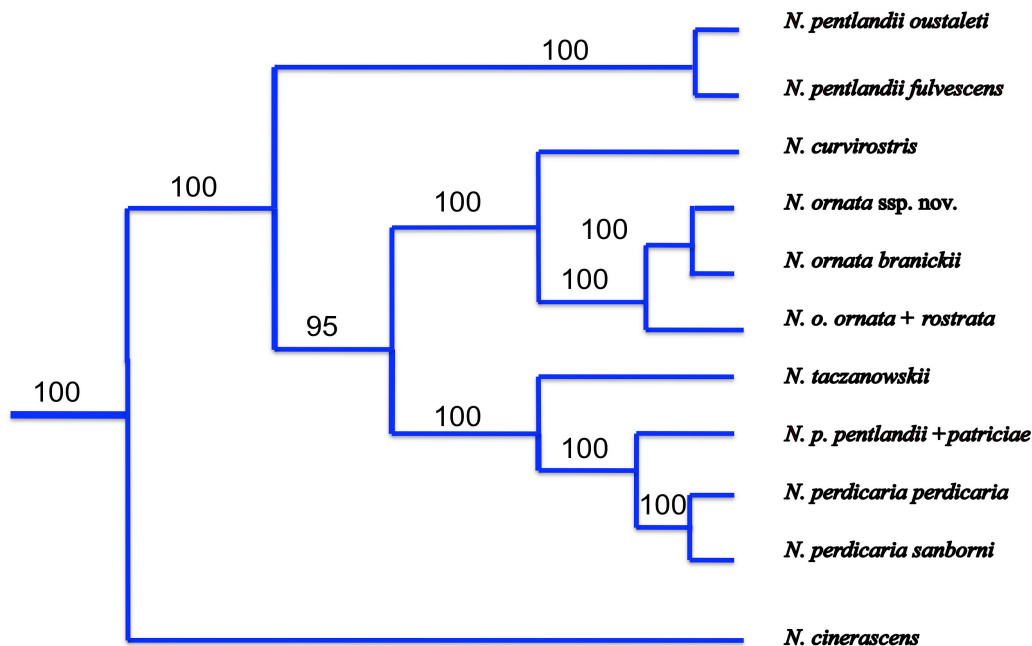 N. pentlandii oustaleti
100
N. pentlandii fulvescens
N. curvirostris
100
100
N. ornata ssp. nov.
100
N. ornata branickii
100
N. o. ornata + rostrata
95
N. taczanowskii
100
100
N. p. pentlandii +patriciae
100
N. perdicaria perdicaria
100
N. perdicaria sanborni
N. cinerascens